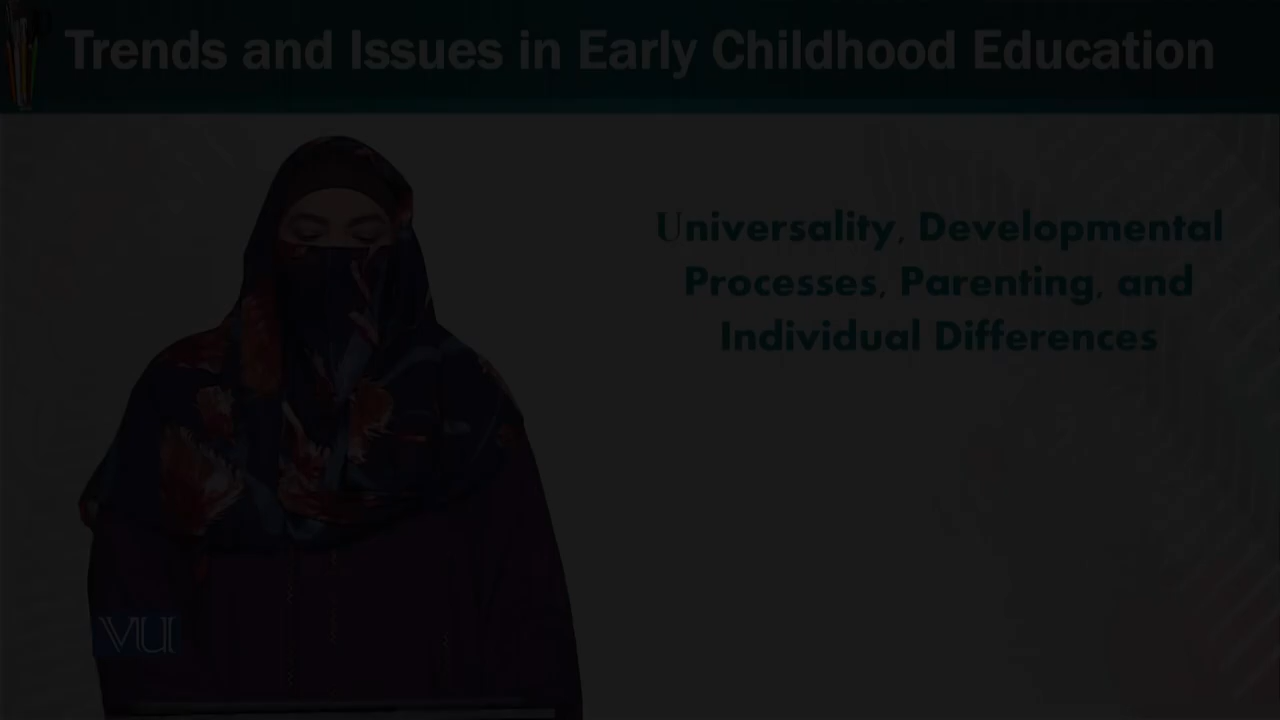 Trends and Issues in Early Childhood Education
Universality, Developmental
Processes, Parenting, and
Individual Differences
VU